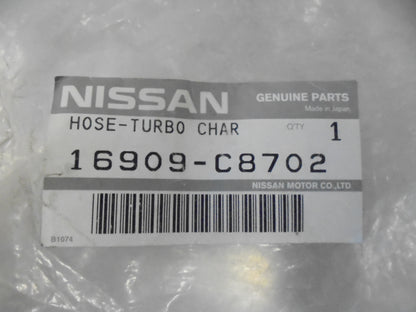 NISSAN GENUINE PARTS
Made in Japan.
HOSE-TURBO CHAR Q'TY 1
16909-C8702
NISSAN MOTOR CO.,LTD.
B1074